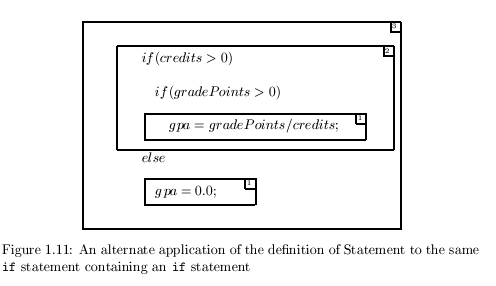 3
2
if(credits > 0)
if(gradePoints > 0)
1
gpa = gradePoints/credits;
else
1
gpa = 0.0;
Figure 1.11: An alternate application of the definition of Statement to the same
if statement containing an if statement